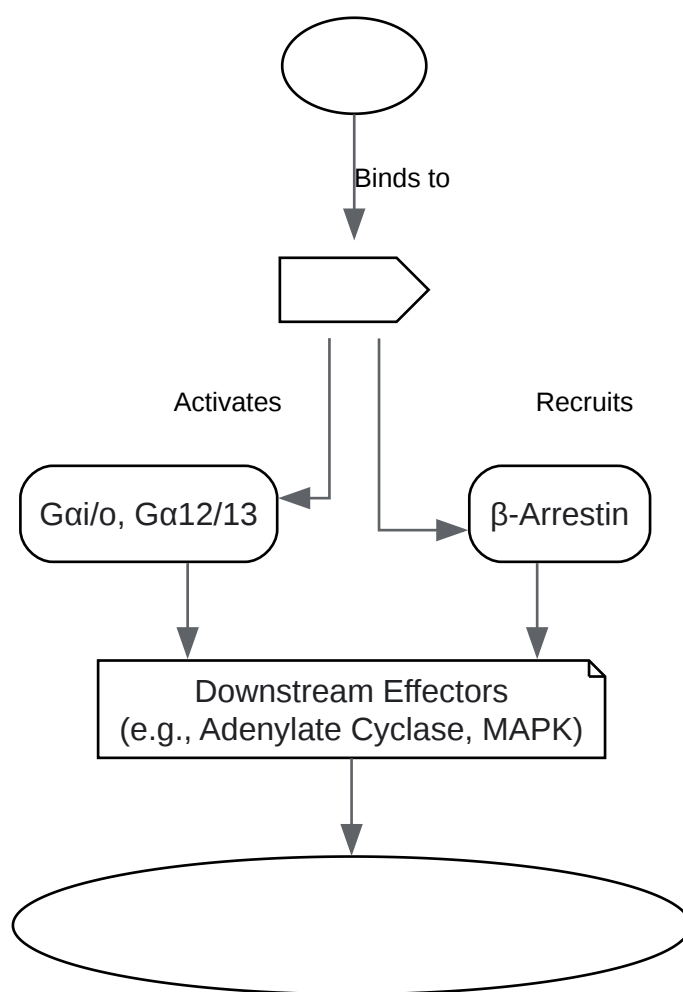 Binds to
Activates
Recruits
Gαi/o, Gα12/13
β-Arrestin
Downstream Effectors
(e.g., Adenylate Cyclase, MAPK)